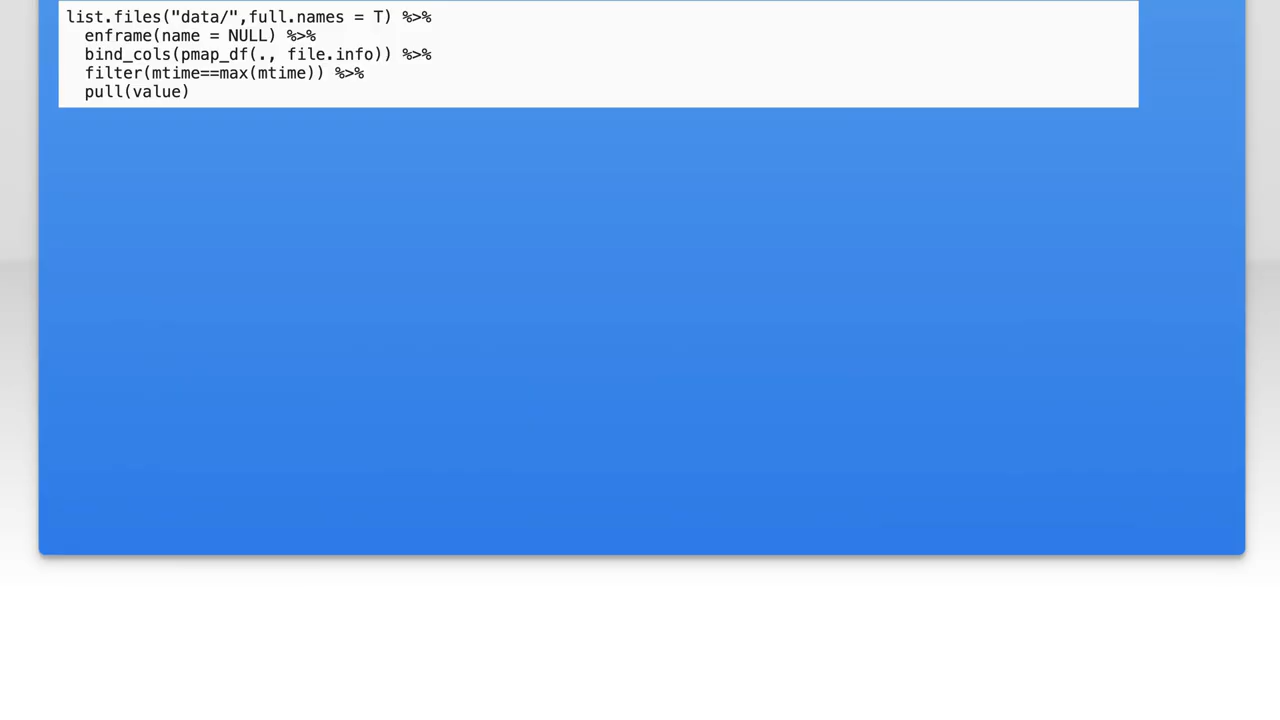 list.files("data/",full.names = T) %>%
  enframe(name = NULL) %>%
  bind_cols(pmap_df(., file.info)) %>%
  filter(mtime==max(mtime)) %>%
  pull(value)